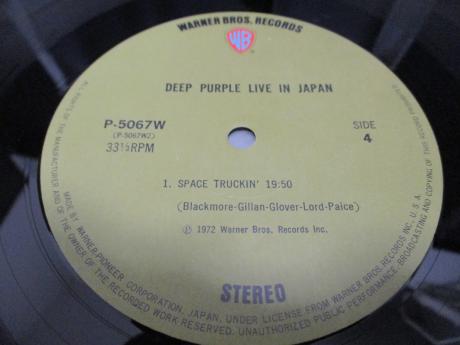 WARNER BROS. RECORDS
WB
DEEP PURPLE LIVE IN JAPAN
P-5067W
(P-5067W2)
33⅓RPM
SIDE
4
1. SPACE TRUCKIN' 19:50
(Blackmore-Gillan-Glover-Lord-Paice)
Ⓟ 1972 Warner Bros. Records Inc.
STEREO
MADE BY WARNER-PIONEER CORPORATION, JAPAN, UNDER LICENSE FROM WARNER BROS. RECORDS INC., U.S.A.
ALL RIGHTS OF THE MANUFACTURER AND OF THE OWNER OF THE RECORDED WORK RESERVED. UNAUTHORIZED PUBLIC PERFORMANCE, BROADCASTING AND COPYING OF THIS RECORD PROHIBITED